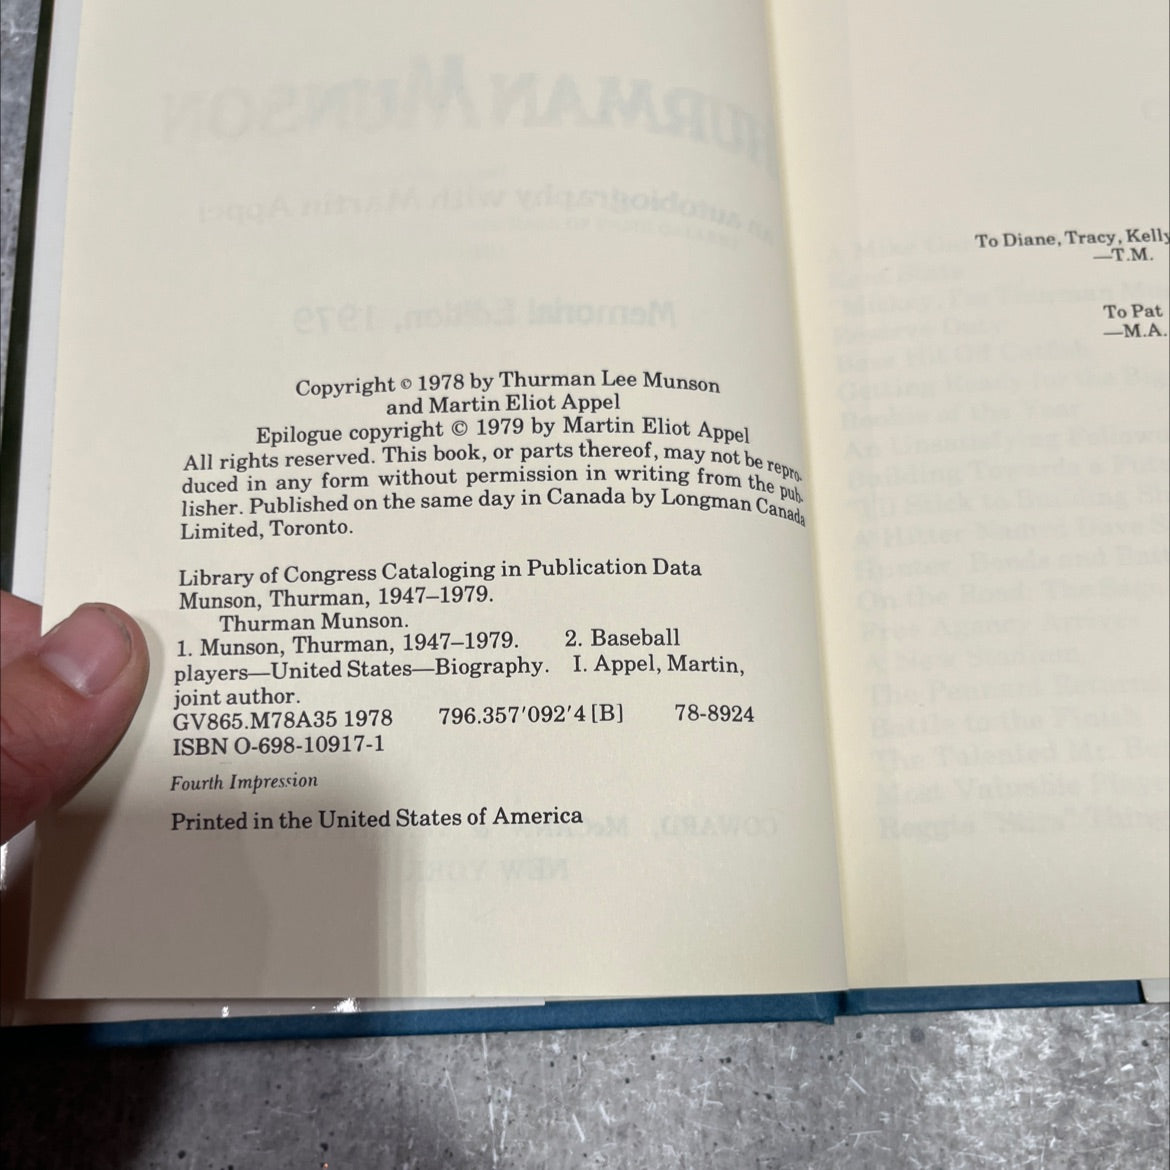 Copyright © 1978 by Thurman Lee Munson
and Martin Eliot Appel
Epilogue copyright © 1979 by Martin Eliot Appel
All rights reserved. This book, or parts thereof, may not be repro-
duced in any form without permission in writing from the pub-
lisher. Published on the same day in Canada by Longman Canada
Limited, Toronto.
Library of Congress Cataloging in Publication Data
Munson, Thurman, 1947–1979.
Thurman Munson.
1. Munson, Thurman, 1947–1979. 2. Baseball
players—United States—Biography. I. Appel, Martin,
joint author.
GV865.M78A35 1978 796.357′092′4 [B] 78-8924
ISBN 0-698-10917-1
Fourth Impression
Printed in the United States of America
To Diane, Tracy, Kelly
—T.M.
To Pat
—M.A.